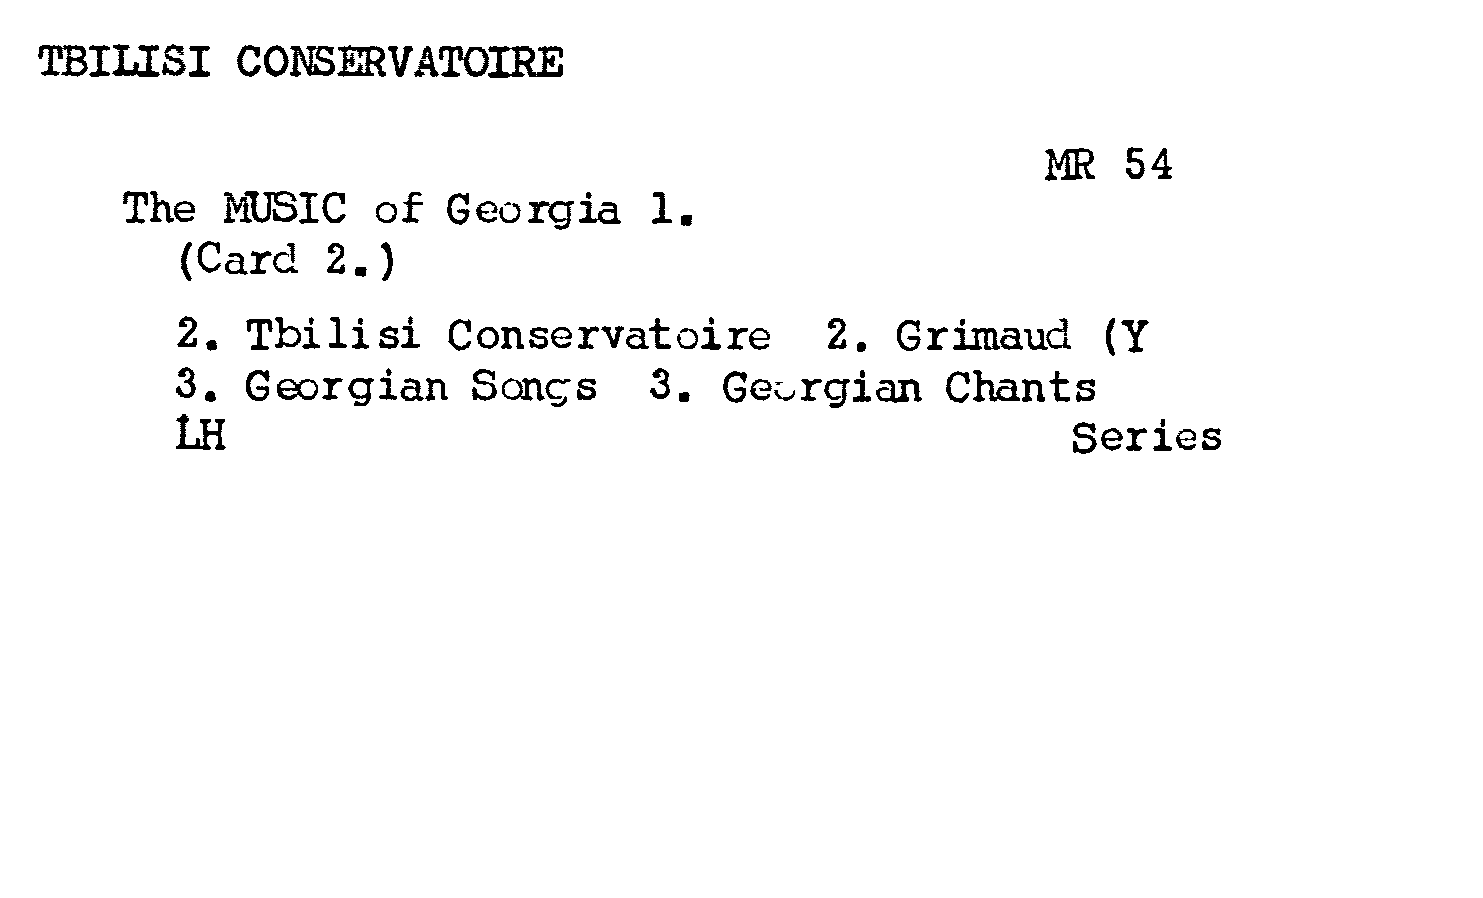 TBILISI CONSERVATOIRE
MR 54
The MUSIC of Georgia 1.
(Card 2.)
2. Tbilisi Conservatoire 2. Grimaud (Y
3. Georgian Songs 3. Georgian Chants
LH Series